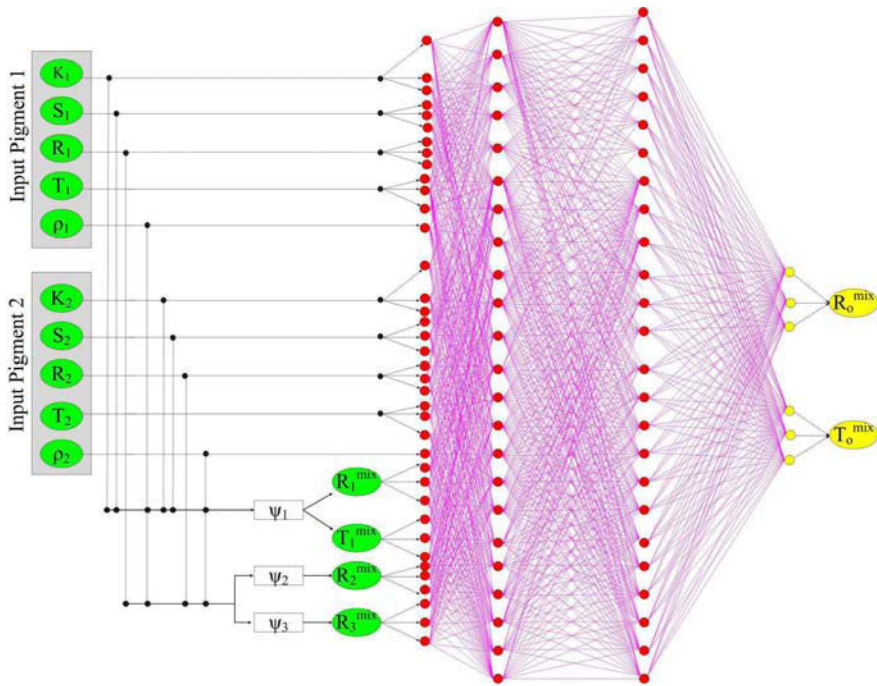 Input Pigment 1
K₁
S₁
R₁
T₁
ρ₁
Input Pigment 2
K₂
S₂
R₂
T₂
ρ₂
ψ₁
ψ₂
ψ₃
R₁ᵐⁱˣ
T₁ᵐⁱˣ
R₂ᵐⁱˣ
R₃ᵐⁱˣ
Rₒᵐⁱˣ
Tₒᵐⁱˣ